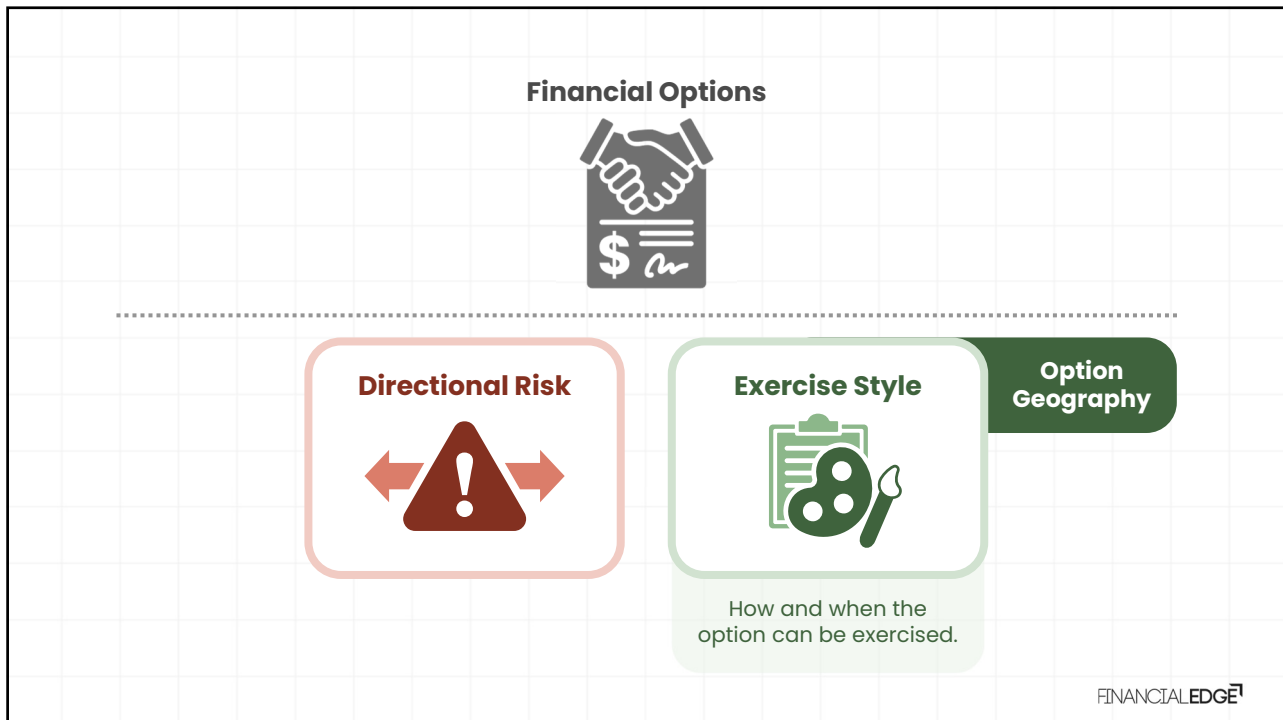 Financial Options
$
Directional Risk
!
Exercise Style
Option
Geography
How and when the
option can be exercised.
FINANCIALEDGE